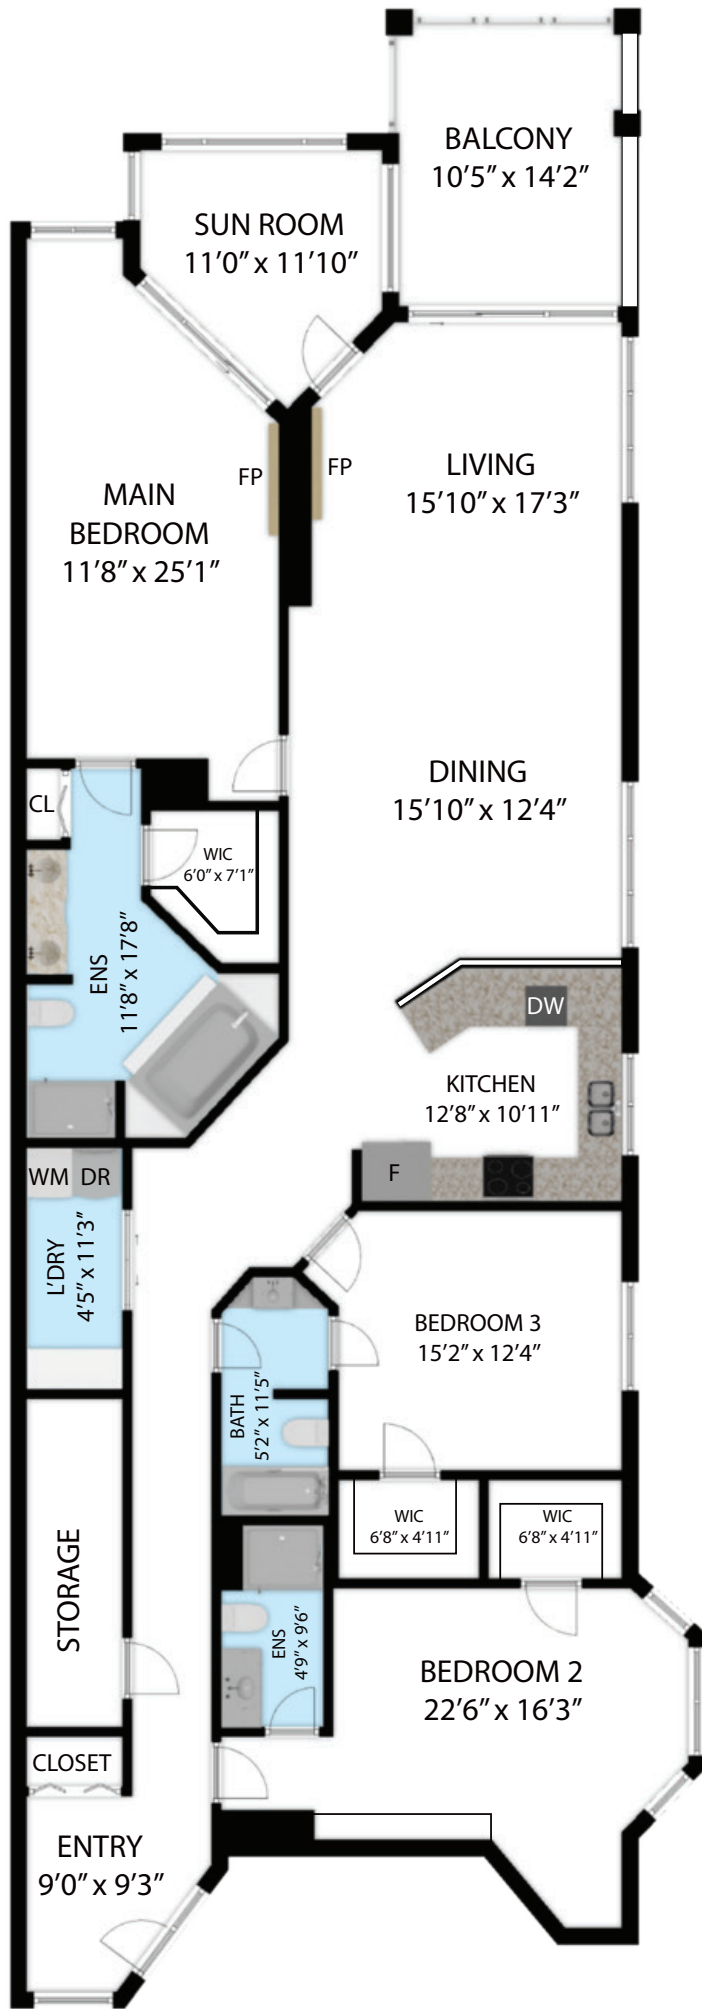 BALCONY
10'5" x 14'2"
SUN ROOM
11'0" x 11'10"
FP
FP
LIVING
15'10" x 17'3"
MAIN
BEDROOM
11'8" x 25'1"
DINING
15'10" x 12'4"
CL
WIC
6'0" x 7'1"
ENS
11'8" x 17'8"
DW
KITCHEN
12'8" x 10'11"
F
WM
DR
L'DRY
4'5" x 11'3"
BEDROOM 3
15'2" x 12'4"
BATH
5'2" x 11'5"
WIC
6'8" x 4'11"
WIC
6'8" x 4'11"
STORAGE
ENS
4'9" x 9'6"
BEDROOM 2
22'6" x 16'3"
CLOSET
ENTRY
9'0" x 9'3"